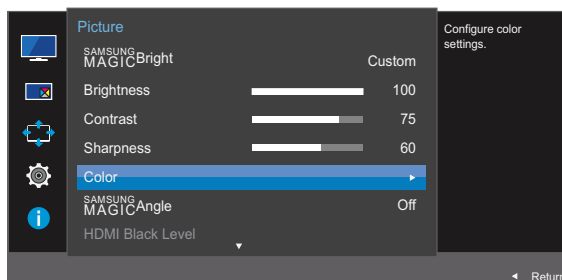 Picture
Configure color
settings.
SAMSUNG
MAGICBright Custom
Brightness 100
Contrast 75
Sharpness 60
Color
SAMSUNG
MAGICAngle Off
HDMI Black Level
Return